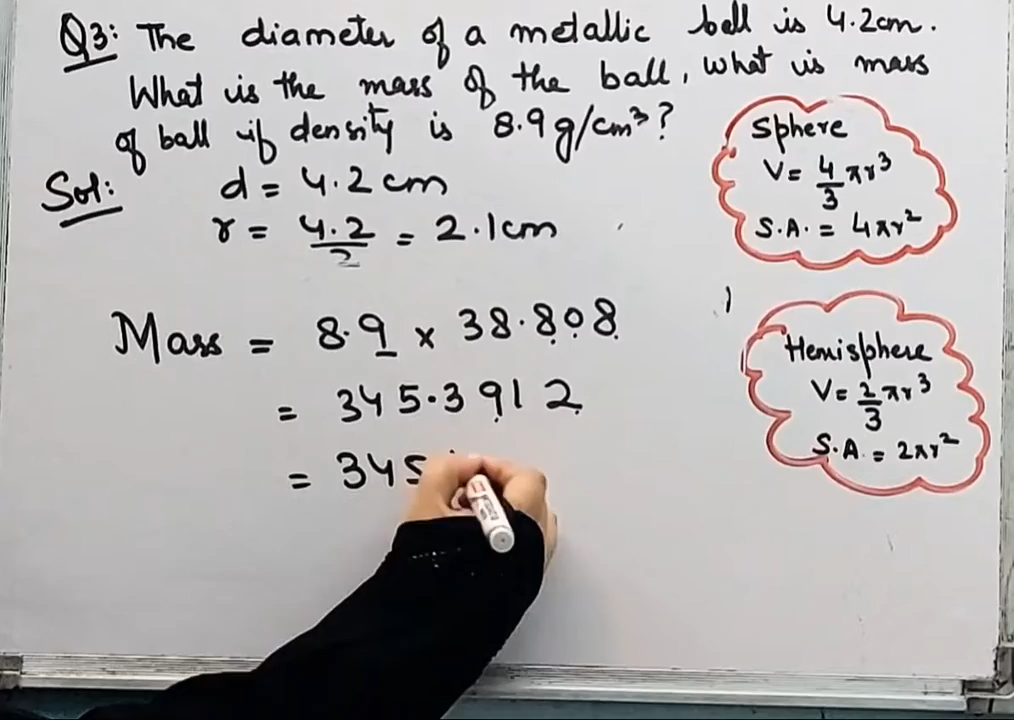 Q3: The diameter of a metallic ball is 4.2cm.
What is the mass of the ball, what is mass
of ball if density is 8.9g/cm³?
Sol:
d = 4.2cm
r = 4.2/2 = 2.1cm
Mass = 8.9 × 38.808
= 345.3912
= 345
Sphere
V= 4/3 πr³
S.A. = 4πr²
Hemisphere
V= 2/3 πr³
S.A. = 2πr²